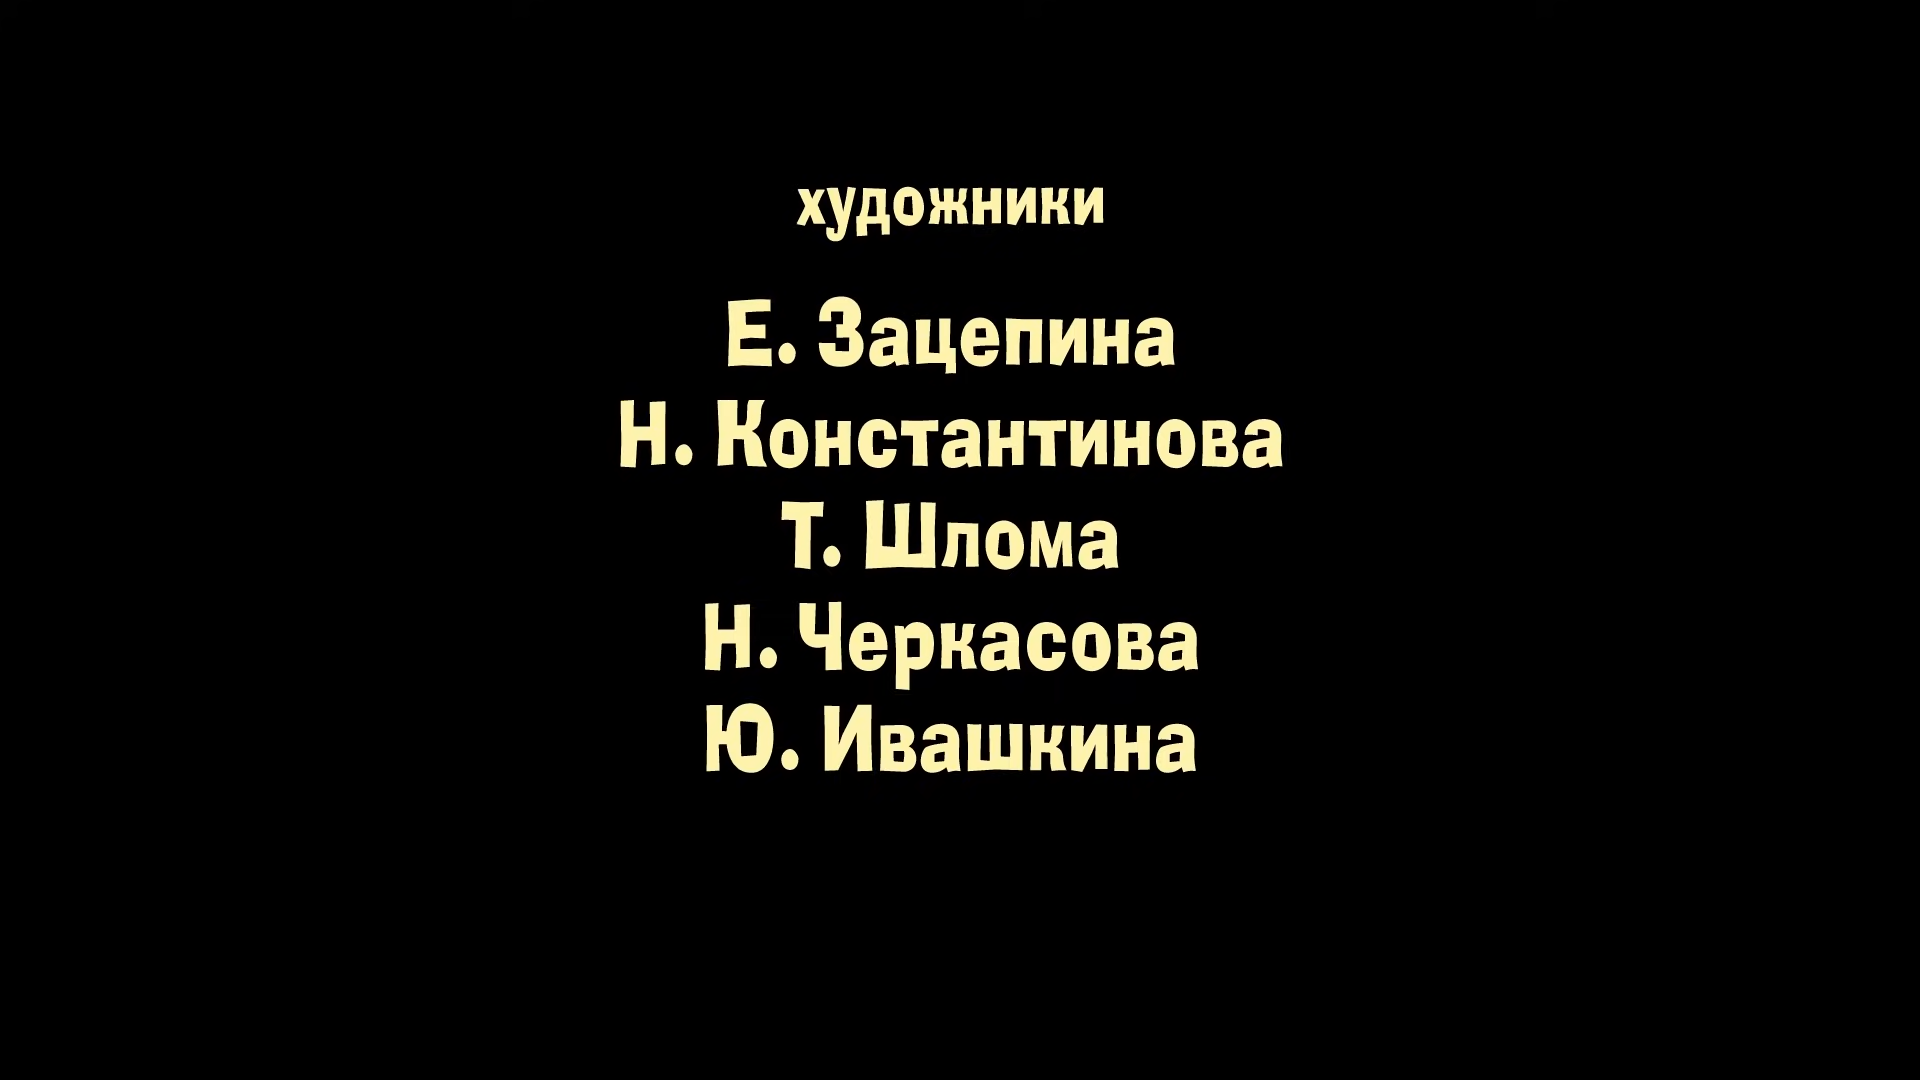 художники
Е. Зацепина
Н. Константинова
Т. Шлома
Н. Черкасова
Ю. Ивашкина